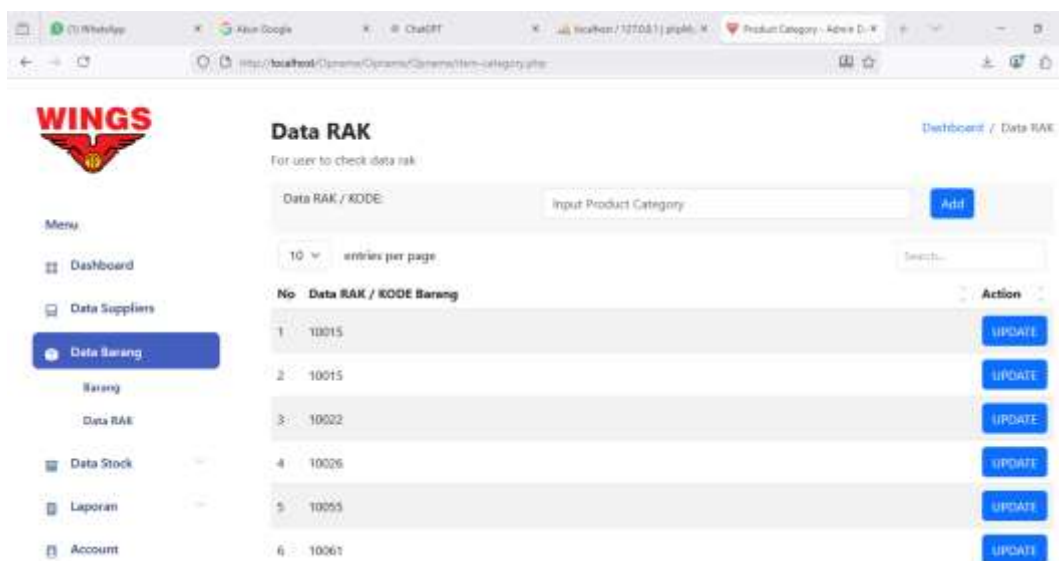 (1) WhatsApp
Akun Google
ChatGPT
localhost / 127.0.0.1 | phpMy
Product Category - Admin D
http://localhost/Opname/Opname/Opname/item-category.php
WINGS
Data RAK
Dashboard / Data RAK
For user to check data rak
Data RAK / KODE:
Input Product Category
Add
Menu
10
entries per page
Search...
Dashboard
No Data RAK / KODE Barang Action
Data Suppliers
1 10015 UPDATE
Data Barang
2 10015 UPDATE
Barang
Data RAK
3 10022 UPDATE
Data Stock
4 10026 UPDATE
Laporan
5 10055 UPDATE
Account
6 10061 UPDATE